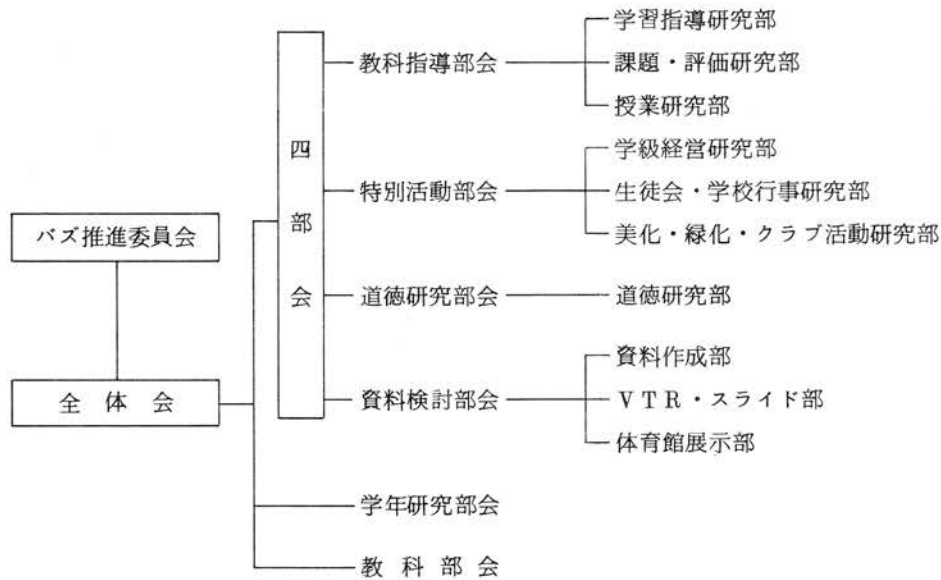 バズ推進委員会
全体会
四部会
教科指導部会
学習指導研究部
課題・評価研究部
授業研究部
特別活動部会
学級経営研究部
生徒会・学校行事研究部
美化・緑化・クラブ活動研究部
道徳研究部会
道徳研究部
資料検討部会
資料作成部
VTR・スライド部
体育館展示部
学年研究部会
教科部会